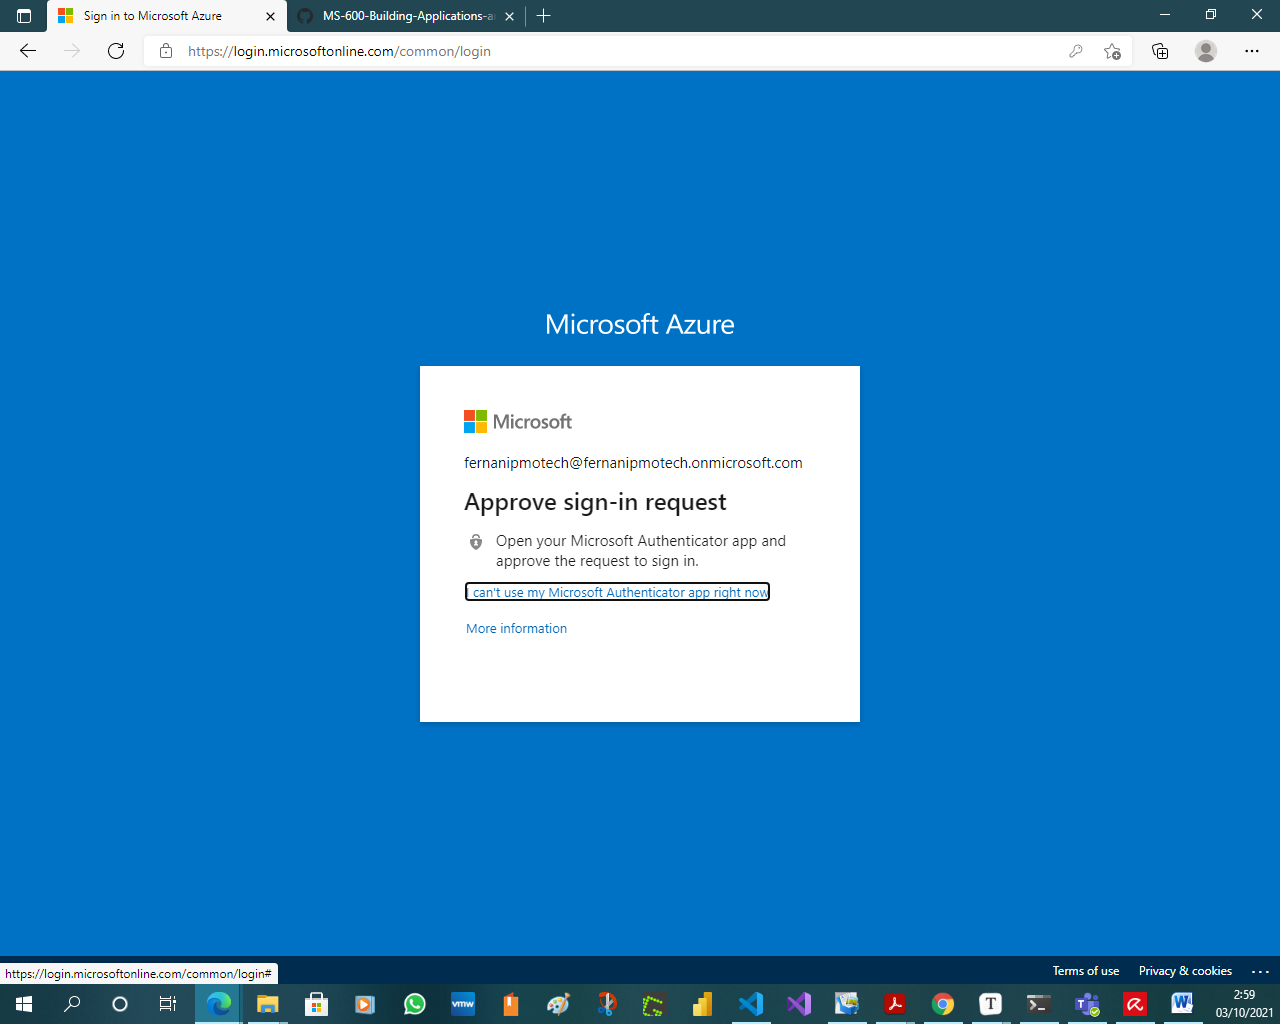 Sign in to Microsoft Azure
MS-600-Building-Applications-a
https://login.microsoftonline.com/common/login
Microsoft Azure
Microsoft
fernanipmotech@fernanipmotech.onmicrosoft.com
Approve sign-in request
Open your Microsoft Authenticator app and
approve the request to sign in.
I can't use my Microsoft Authenticator app right now
More information
https://login.microsoftonline.com/common/login#
Terms of use
Privacy & cookies
...
vmw
T
W
2:59
03/10/2021